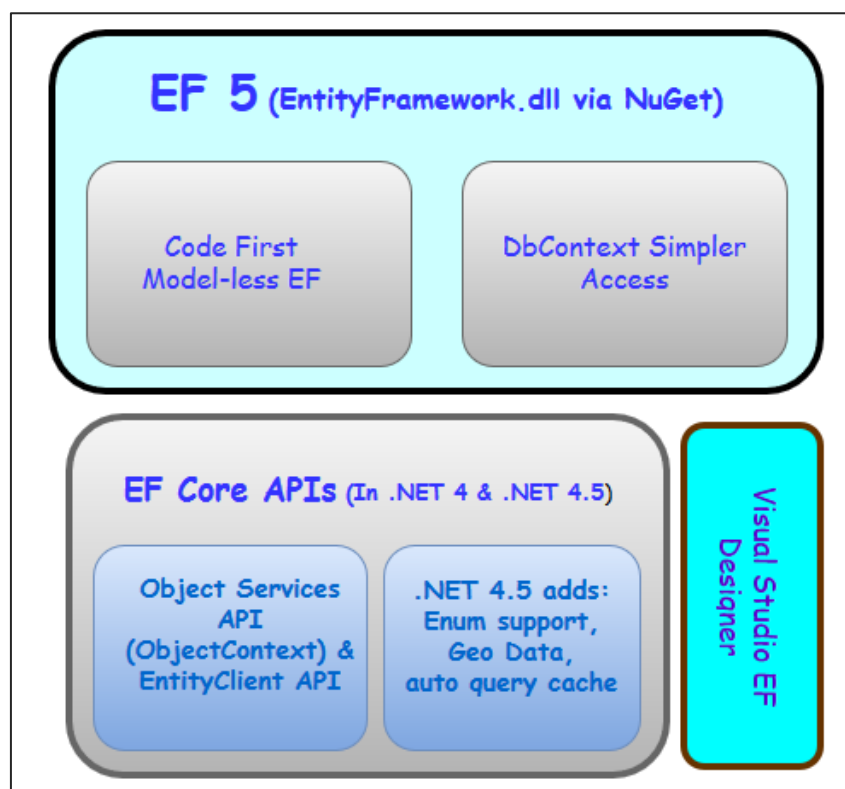 EF 5 (EntityFramework.dll via NuGet)
Code First
Model-less EF
DbContext Simpler
Access
EF Core APIs (In .NET 4 & .NET 4.5)
Object Services
API
(ObjectContext) &
EntityClient API
.NET 4.5 adds:
Enum support,
Geo Data,
auto query cache
Visual Studio EF
Designer